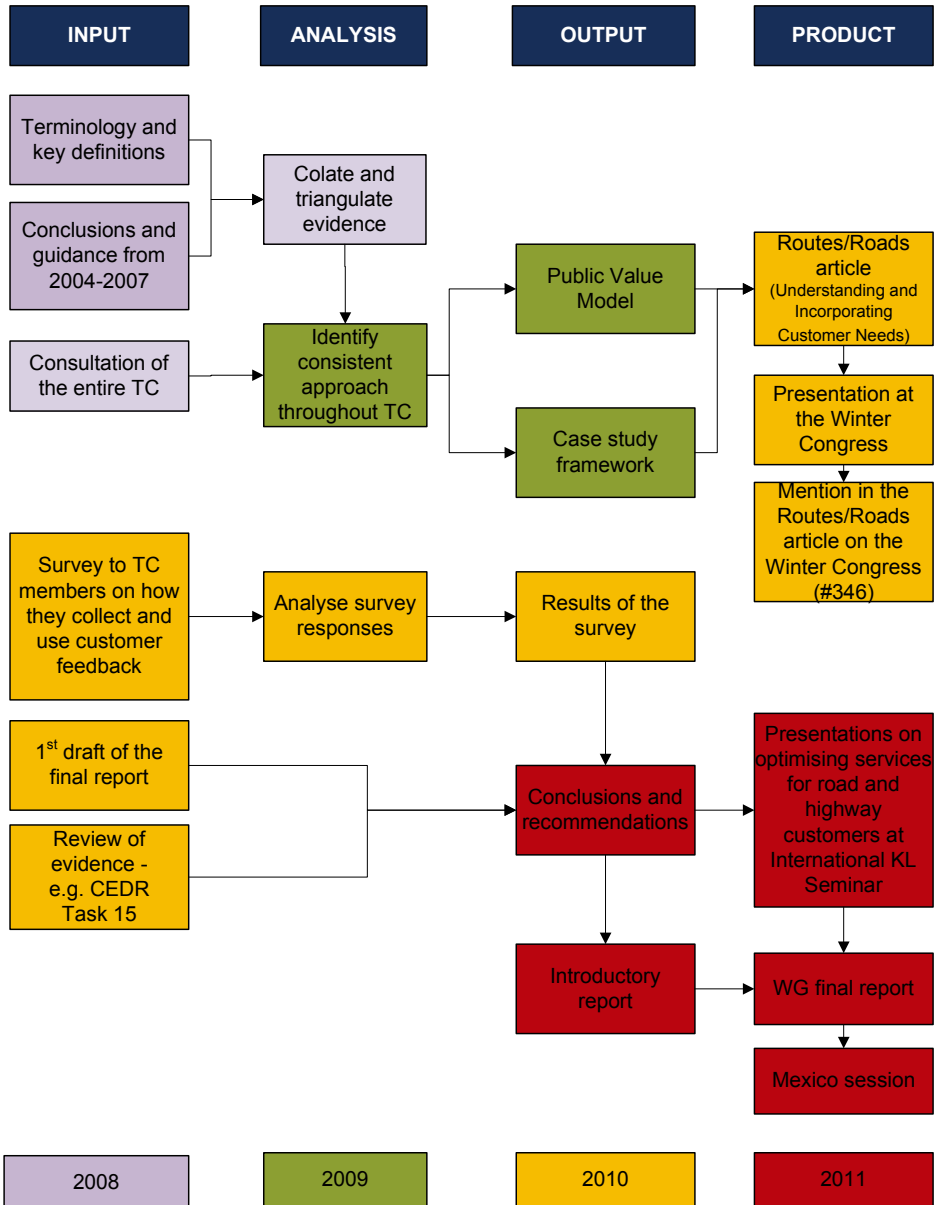 INPUT
ANALYSIS
OUTPUT
PRODUCT
Terminology and
key definitions
Conclusions and
guidance from
2004-2007
Consultation of
the entire TC
Colate and
triangulate
evidence
Identify
consistent
approach
throughout TC
Public Value
Model
Case study
framework
Routes/Roads
article
(Understanding and
Incorporating
Customer Needs)
Presentation at
the Winter
Congress
Mention in the
Routes/Roads
article on the
Winter Congress
(#346)
Survey to TC
members on how
they collect and
use customer
feedback
Analyse survey
responses
Results of the
survey
1st draft of the
final report
Review of
evidence -
e.g. CEDR
Task 15
Conclusions and
recommendations
Presentations on
optimising services
for road and
highway
customers at
International KL
Seminar
Introductory
report
WG final report
Mexico session
2008
2009
2010
2011